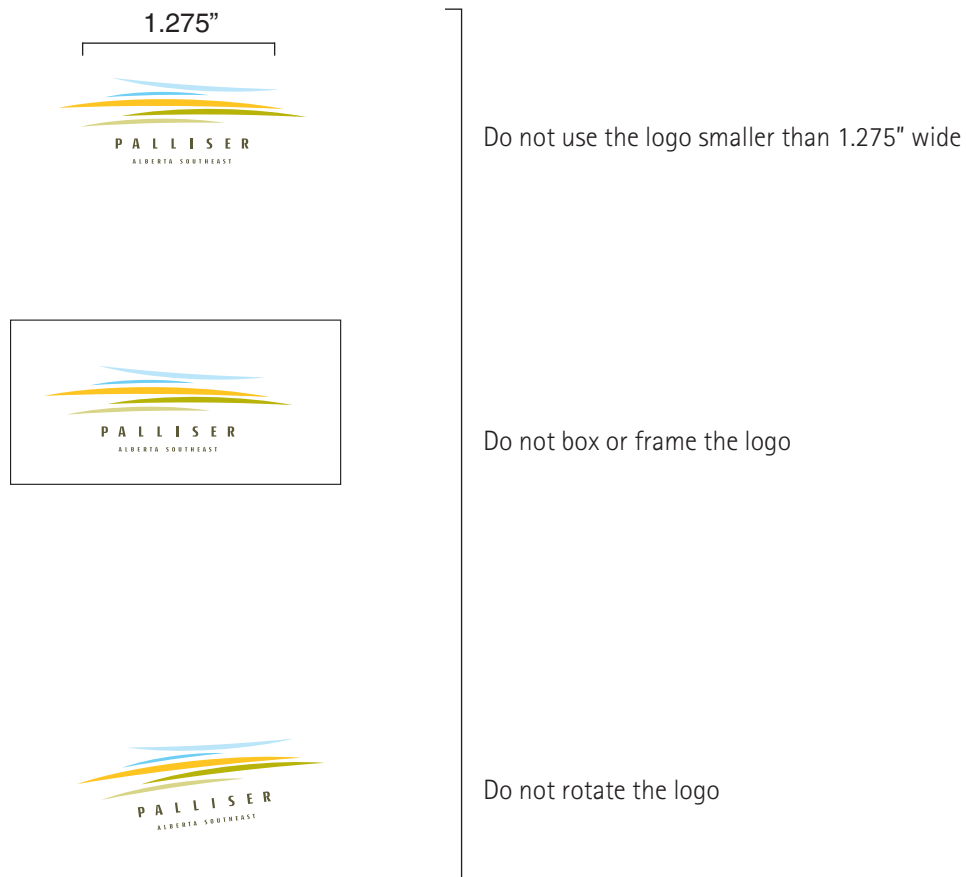 1.275”
PALLISER
ALBERTA SOUTHEAST
Do not use the logo smaller than 1.275” wide
PALLISER
ALBERTA SOUTHEAST
Do not box or frame the logo
PALLISER
ALBERTA SOUTHEAST
Do not rotate the logo